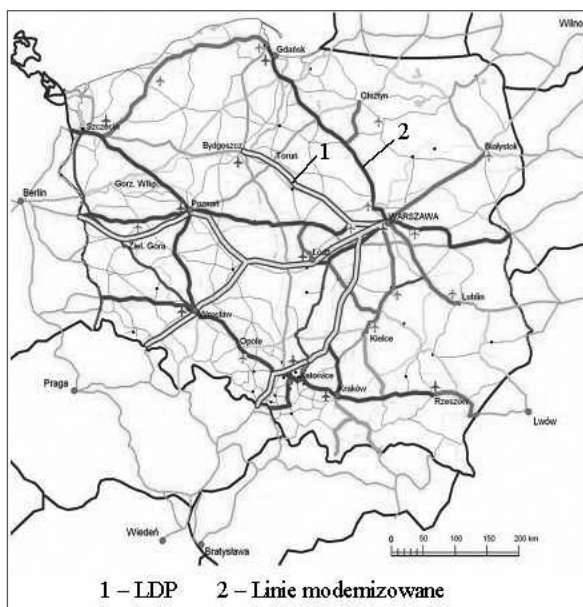 Wilno
Gdańsk
Olsztyn
Szczecin
Bydgoszcz
1
2
Białystok
Toruń
Berlin
Gorz. Wlkp.
Poznań
WARSZAWA
Ziel. Góra
Łódź
Lublin
Wrocław
Kielce
Opole
Praga
Katowice
Kraków
Rzeszów
Lwów
Wiedeń
Bratysława
0 50 100 150 200 km
1 – LDP 2 – Linie modernizowane